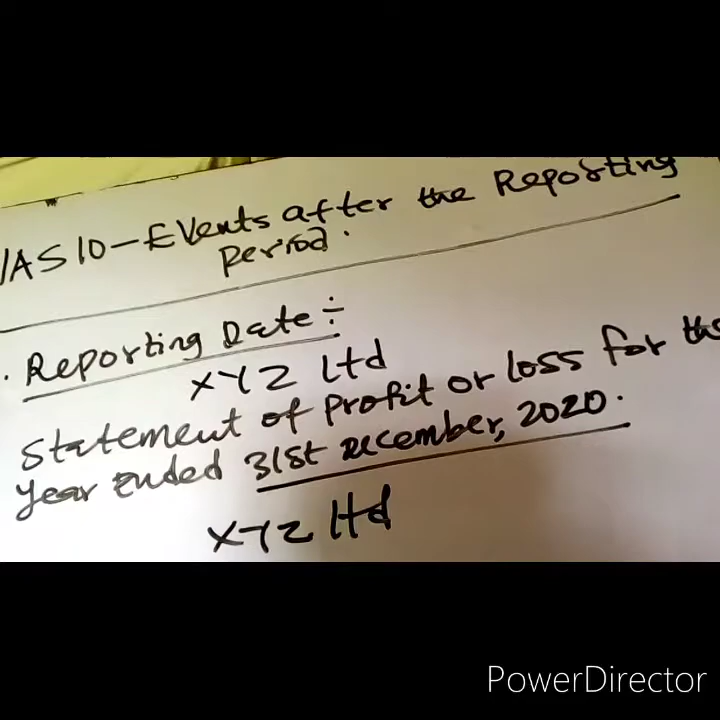 IAS 10 - Events after the Reporting
period.
. Reporting Date ÷
XYZ Ltd
Statement of Profit or loss for the
Year Ended 31st December, 2020.
XYZ Ltd
PowerDirector